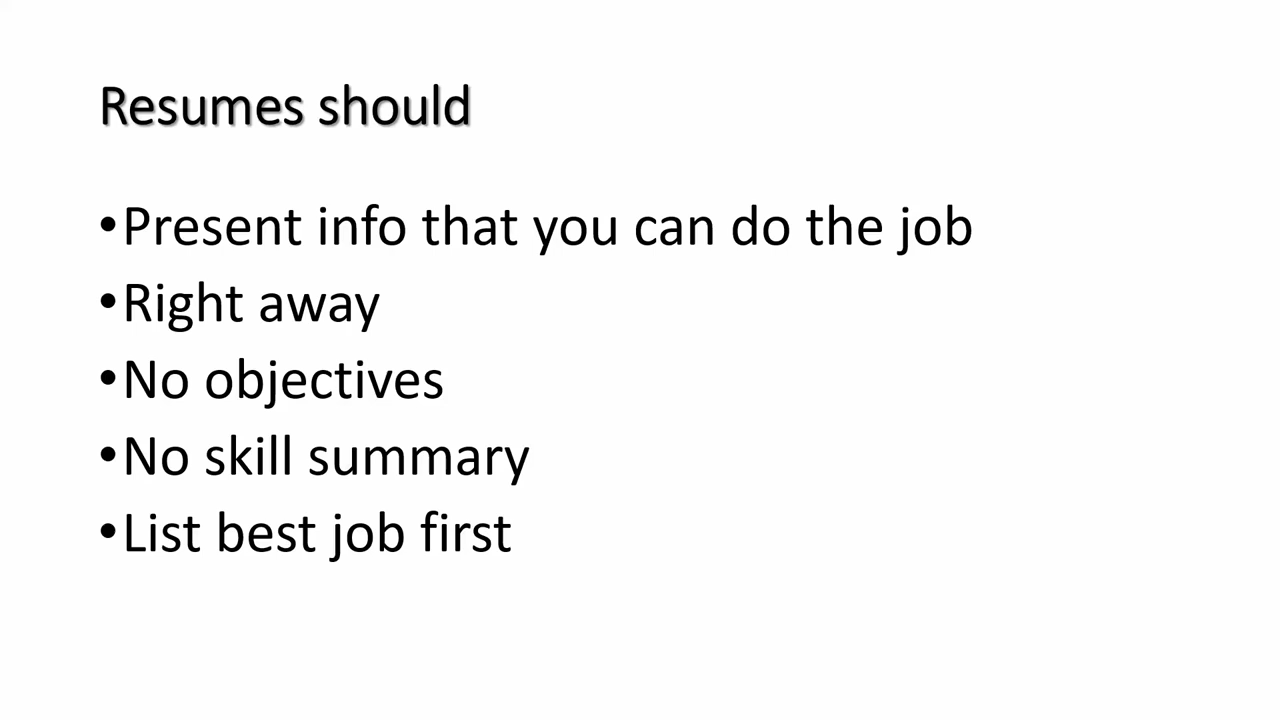 Resumes should
•Present info that you can do the job
•Right away
•No objectives
•No skill summary
•List best job first